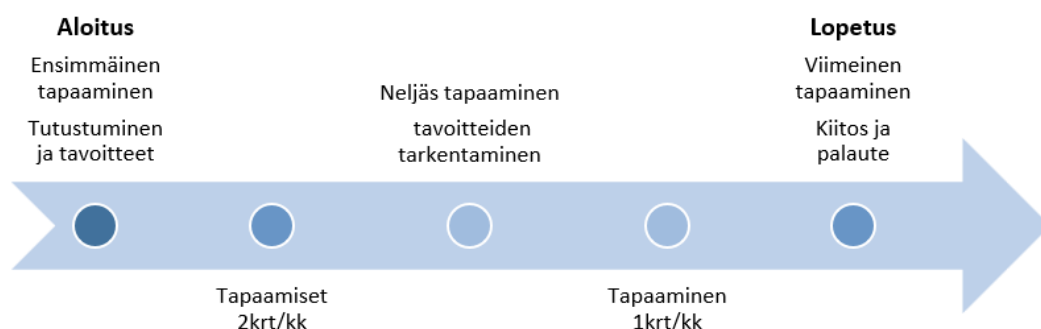 Aloitus
Ensimmäinen
tapaaminen
Tutustuminen
ja tavoitteet
Tapaamiset
2krt/kk
Neljäs tapaaminen
tavoitteiden
tarkentaminen
Tapaaminen
1krt/kk
Lopetus
Viimeinen
tapaaminen
Kiitos ja
palaute